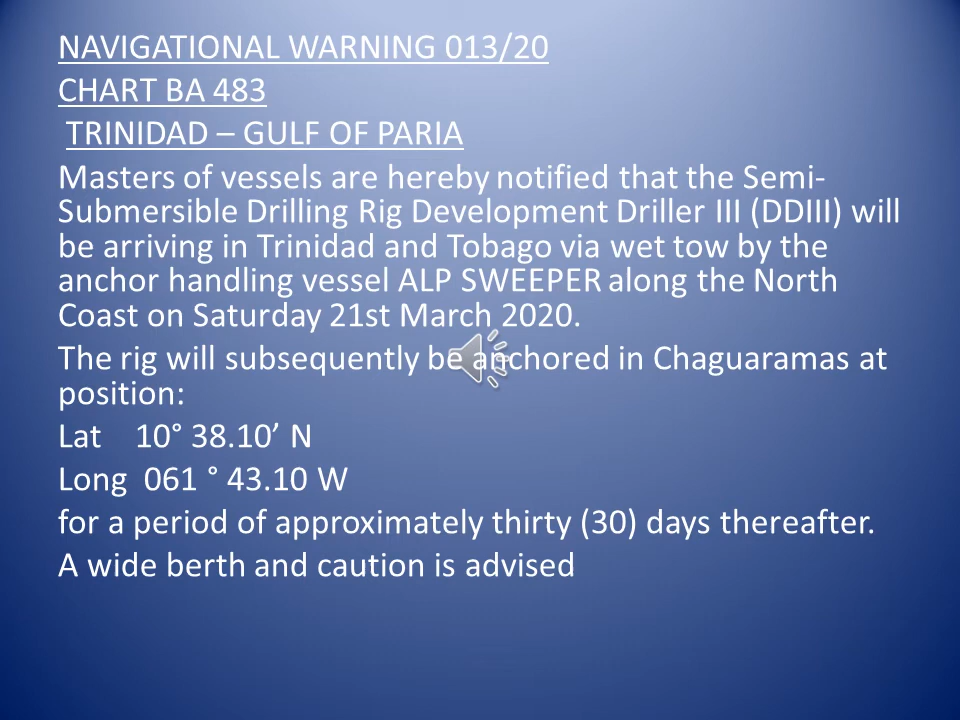 NAVIGATIONAL WARNING 013/20
CHART BA 483
TRINIDAD – GULF OF PARIA
Masters of vessels are hereby notified that the Semi-
Submersible Drilling Rig Development Driller III (DDIII) will
be arriving in Trinidad and Tobago via wet tow by the
anchor handling vessel ALP SWEEPER along the North
Coast on Saturday 21st March 2020.
The rig will subsequently be anchored in Chaguaramas at
position:
Lat 10° 38.10’ N
Long 061 ° 43.10 W
for a period of approximately thirty (30) days thereafter.
A wide berth and caution is advised